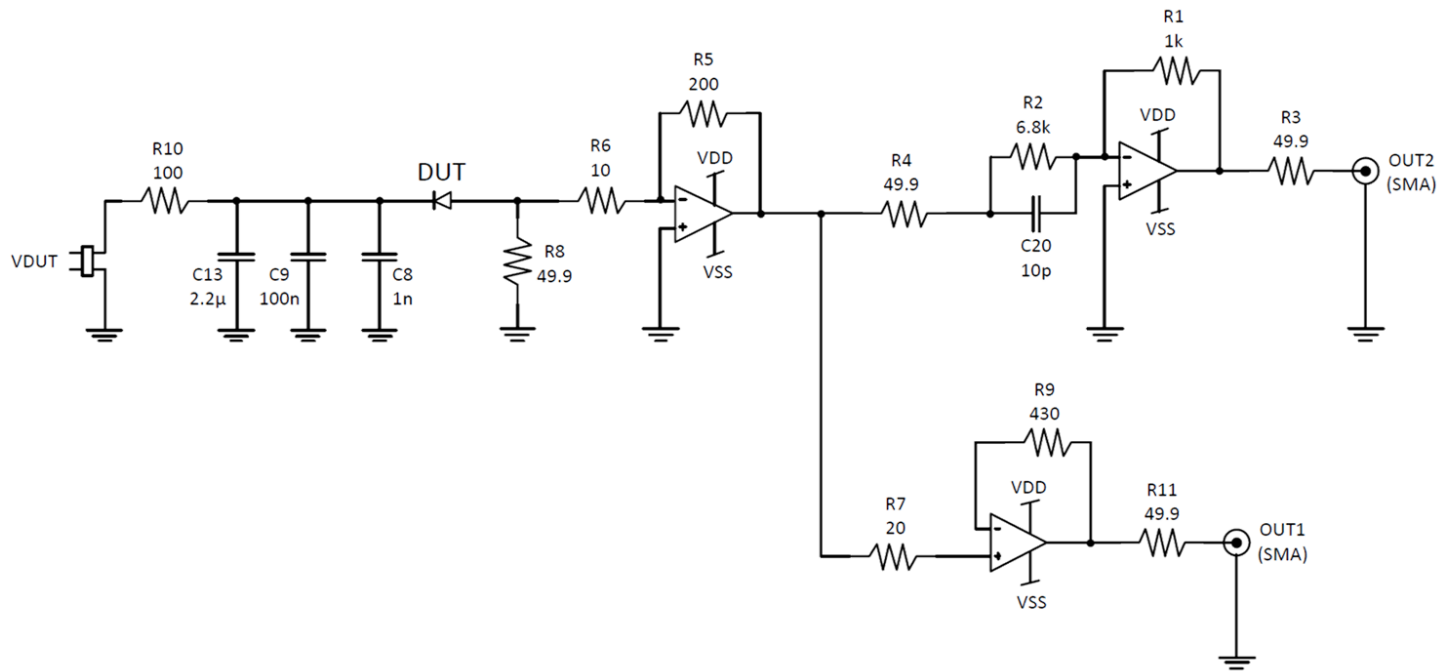 R10
100
VDUT
C13
2.2µ
C9
100n
C8
1n
DUT
R8
49.9
R6
10
R5
200
VDD
-
+
VSS
R4
49.9
R2
6.8k
C20
10p
R1
1k
VDD
-
+
VSS
R3
49.9
OUT2
(SMA)
R7
20
R9
430
VDD
-
+
VSS
R11
49.9
OUT1
(SMA)